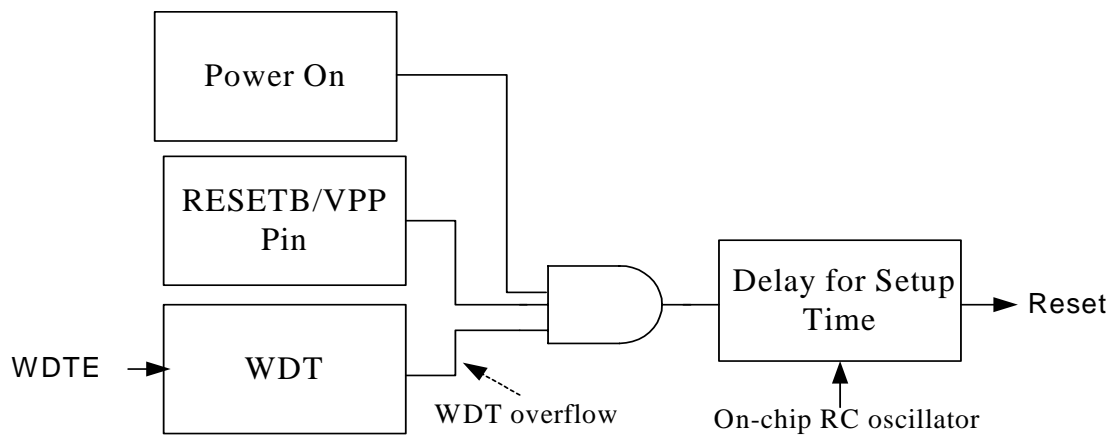 Power On
RESETB/VPP
Pin
WDTE
WDT
WDT overflow
Delay for Setup
Time
On-chip RC oscillator
Reset